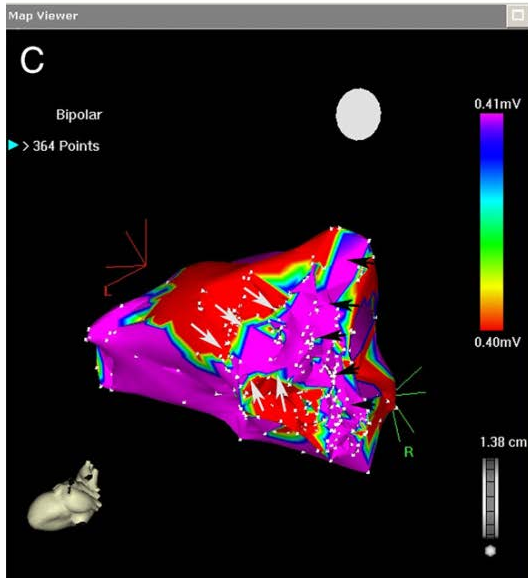 Map Viewer
C
Bipolar
> 364 Points
0.41mV
0.40mV
L
R
1.38 cm